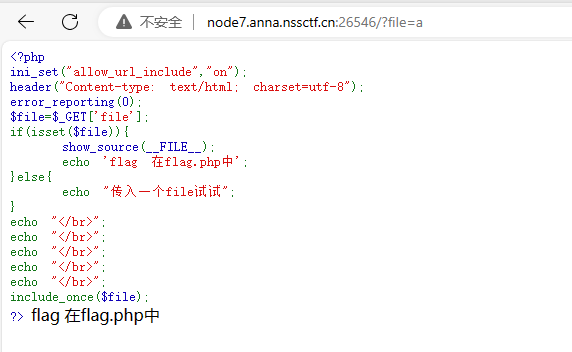 不安全 node7.anna.nssctf.cn:26546/?file=a
<?php
ini_set("allow_url_include","on");
header("Content-type: text/html; charset=utf-8");
error_reporting(0);
$file=$_GET['file'];
if(isset($file)){
show_source(__FILE__);
echo 'flag 在flag.php中';
}else{
echo "传入一个file试试";
}
echo "</br>";
echo "</br>";
echo "</br>";
echo "</br>";
echo "</br>";
include_once($file);
?> flag 在flag.php中